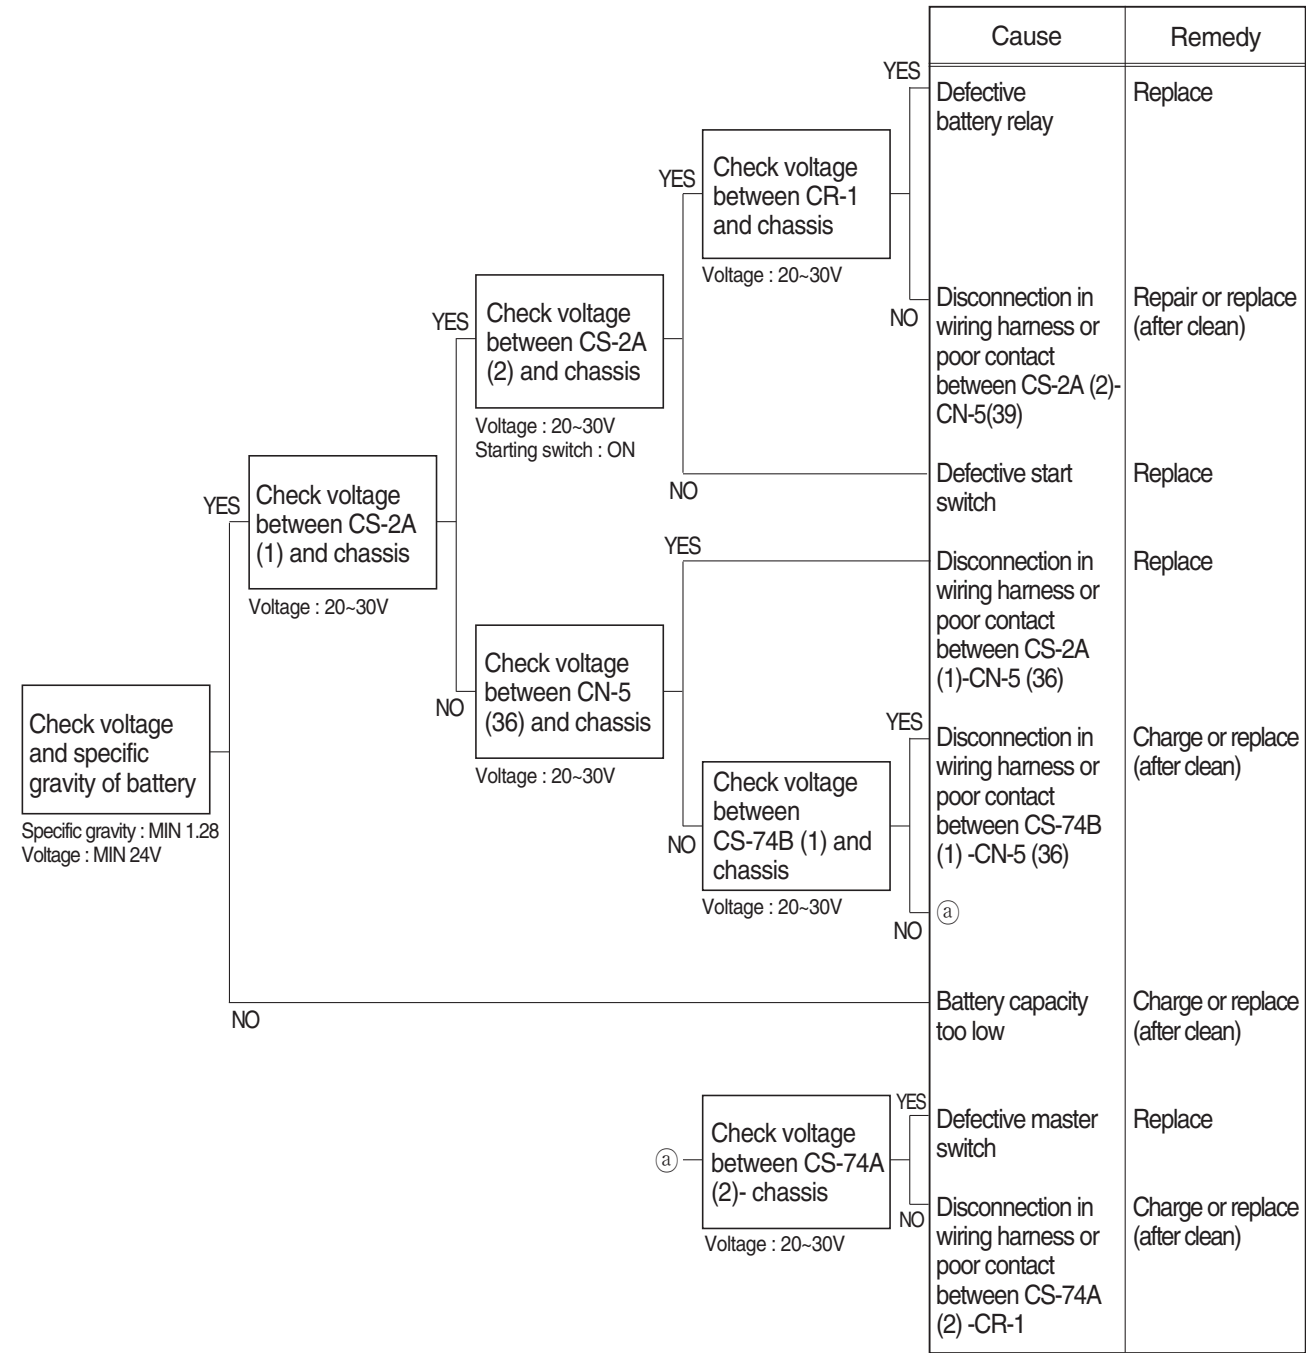 Cause
Remedy
YES
Defective
battery relay
Replace
Check voltage
between CR-1
and chassis
YES
Voltage : 20~30V
NO
Disconnection in
wiring harness or
poor contact
between CS-2A (2)-
CN-5(39)
Repair or replace
(after clean)
YES
Check voltage
between CS-2A
(2) and chassis
Voltage : 20~30V
Starting switch : ON
NO
Defective start
switch
Replace
YES
Check voltage
between CS-2A
(1) and chassis
Voltage : 20~30V
YES
Disconnection in
wiring harness or
poor contact
between CS-2A
(1)-CN-5 (36)
Replace
NO
Check voltage
between CN-5
(36) and chassis
Voltage : 20~30V
Check voltage
and specific
gravity of battery
Specific gravity : MIN 1.28
Voltage : MIN 24V
YES
Disconnection in
wiring harness or
poor contact
between CS-74B
(1) -CN-5 (36)
Charge or replace
(after clean)
NO
Check voltage
between
CS-74B (1) and
chassis
Voltage : 20~30V
NO
ⓐ
NO
Battery capacity
too low
Charge or replace
(after clean)
ⓐ
Check voltage
between CS-74A
(2)- chassis
Voltage : 20~30V
YES
Defective master
switch
Replace
NO
Disconnection in
wiring harness or
poor contact
between CS-74A
(2) -CR-1
Charge or replace
(after clean)